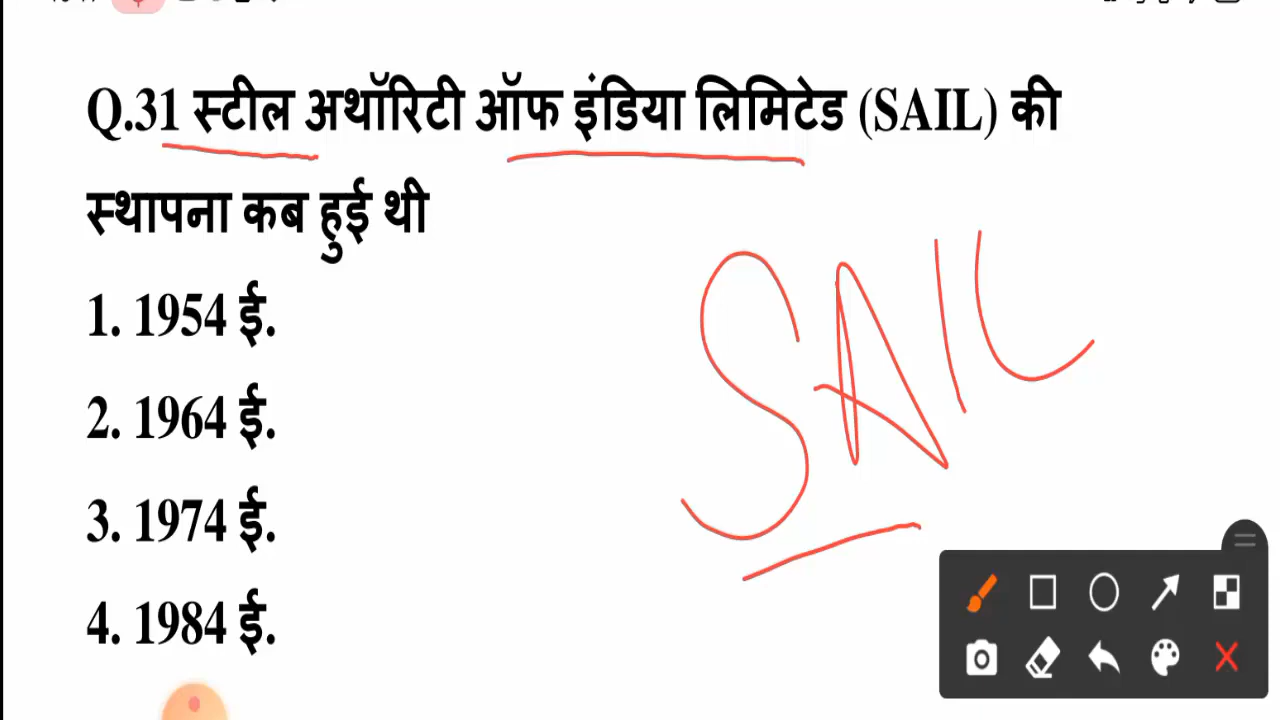 Q.31 स्टील अथॉरिटी ऑफ इंडिया लिमिटेड (SAIL) की
स्थापना कब हुई थी
SAIL
1. 1954 ई.
2. 1964 ई.
3. 1974 ई.
4. 1984 ई.